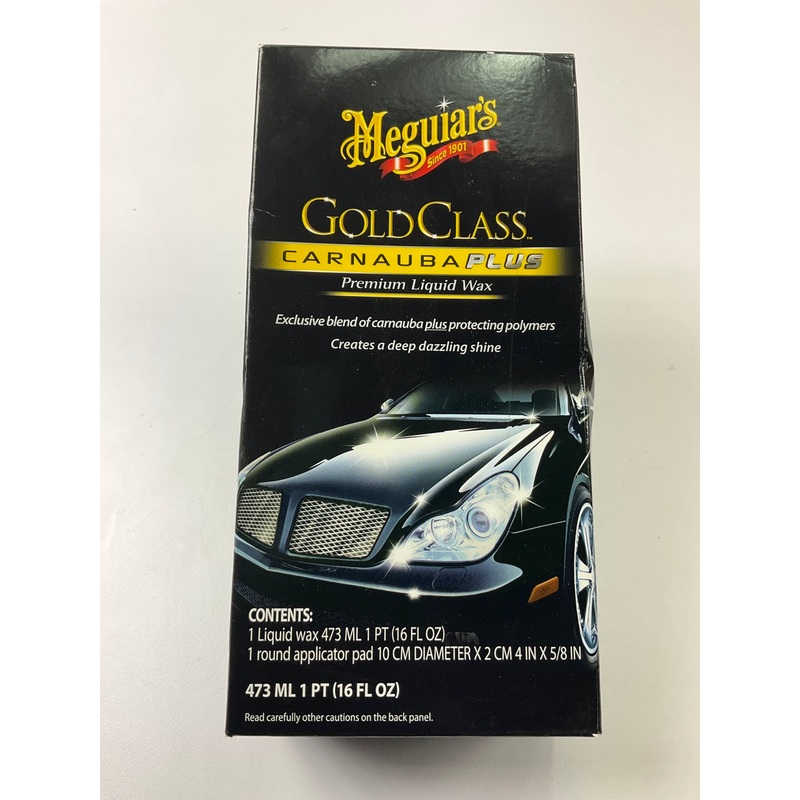 Meguiar's
Since 1901
GOLD CLASS™
CARNAUBA PLUS
Premium Liquid Wax
Exclusive blend of carnauba plus protecting polymers
Creates a deep dazzling shine
CONTENTS:
1 Liquid wax 473 ML 1 PT (16 FL OZ)
1 round applicator pad 10 CM DIAMETER X 2 CM 4 IN X 5/8 IN
473 ML 1 PT (16 FL OZ)
Read carefully other cautions on the back panel.